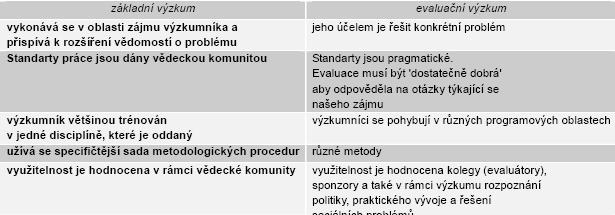 základní výzkum
evaluační výzkum
vykonává se v oblasti zájmu výzkumníka a
přispívá k rozšíření vědomostí o problému
jeho účelem je řešit konkrétní problém
Standarty práce jsou dány vědeckou komunitou
Standarty jsou pragmatické.
Evaluace musí být 'dostatečně dobrá'
aby odpověděla na otázky týkající se
našeho zájmu
výzkumník většinou trénován
v jedné disciplíně, které je oddaný
výzkumníci se pohybují v různých programových oblastech
užívá se specifičtější sada metodologických procedur
různé metody
využitelnost je hodnocena v rámci vědecké komunity
využitelnost je hodnocena kolegy (evaluátory),
sponzory a také v rámci výzkumu rozpoznání
politiky, praktického vývoje a řešení
sociálních problémů